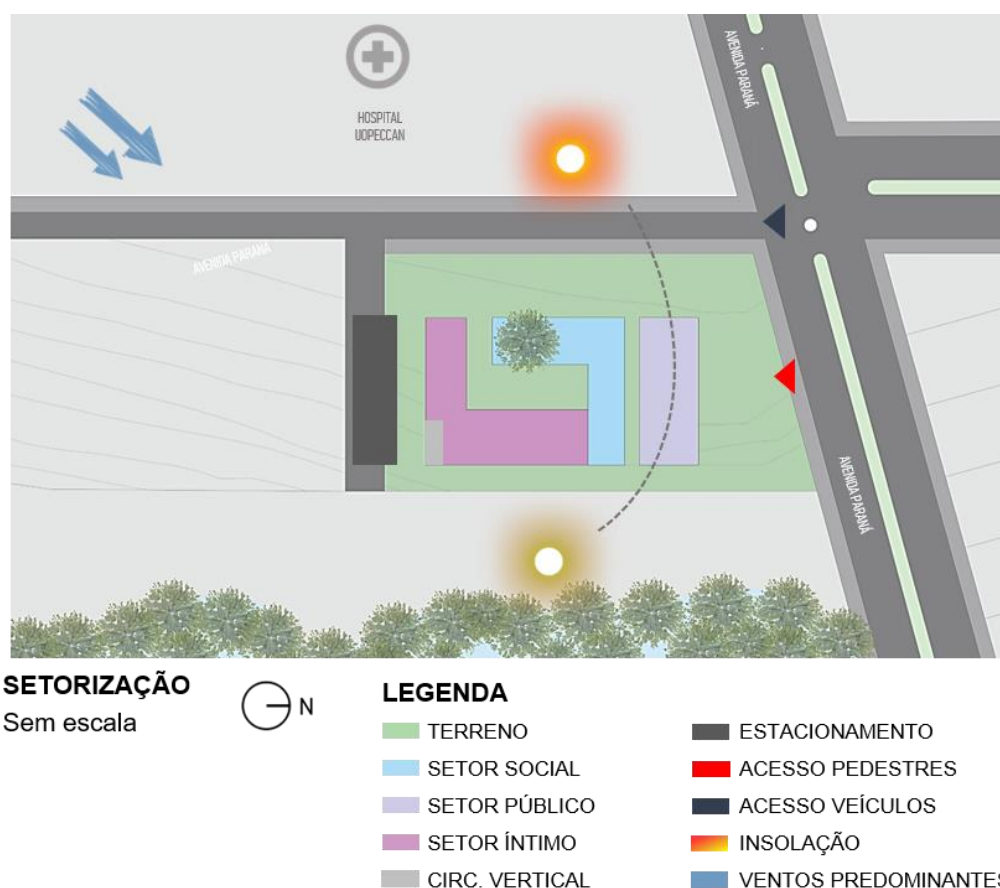 AVENIDA PARANÁ
HOSPITAL
UOPECCAN
AVENIDA PARANÁ
AVENIDA PARANÁ
SETORIZAÇÃO
Sem escala
N
LEGENDA
TERRENO
SETOR SOCIAL
SETOR PÚBLICO
SETOR ÍNTIMO
CIRC. VERTICAL
ESTACIONAMENTO
ACESSO PEDESTRES
ACESSO VEÍCULOS
INSOLAÇÃO
VENTOS PREDOMINANTES